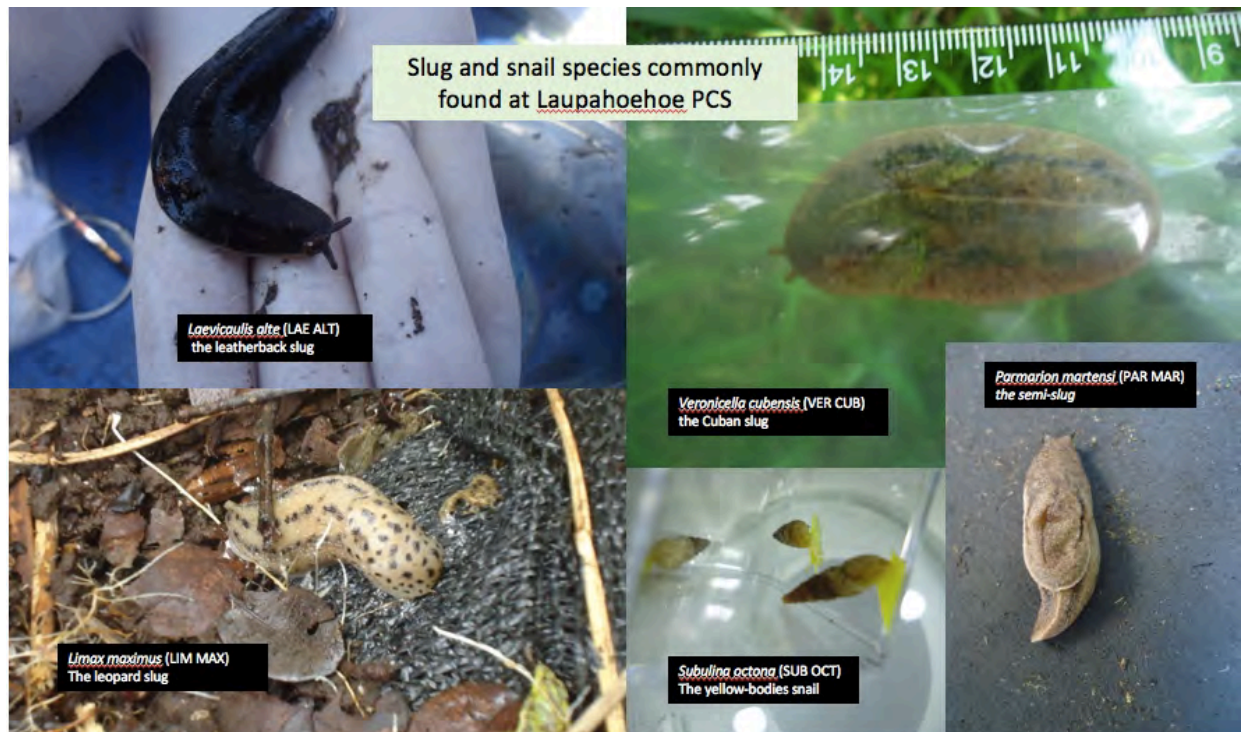 Slug and snail species commonly
found at Laupahoehoe PCS
14 13 12 11 10 9
Laevicaulis alte (LAE ALT)
the leatherback slug
Veronicella cubensis (VER CUB)
the Cuban slug
Parmarion martensi (PAR MAR)
the semi-slug
Limax maximus (LIM MAX)
The leopard slug
Subulina octona (SUB OCT)
The yellow-bodies snail